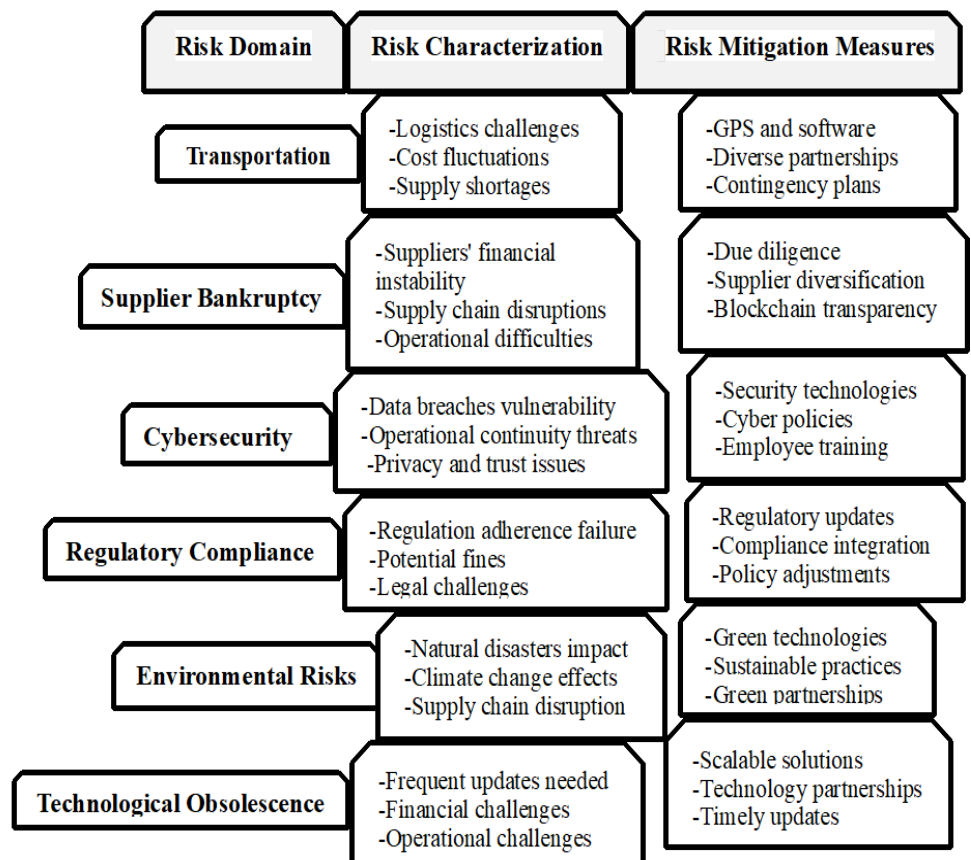 Risk Domain
Risk Characterization
Risk Mitigation Measures
Transportation
-Logistics challenges
-Cost fluctuations
-Supply shortages
-GPS and software
-Diverse partnerships
-Contingency plans
Supplier Bankruptcy
-Suppliers' financial
instability
-Supply chain disruptions
-Operational difficulties
-Due diligence
-Supplier diversification
-Blockchain transparency
Cybersecurity
-Data breaches vulnerability
-Operational continuity threats
-Privacy and trust issues
-Security technologies
-Cyber policies
-Employee training
Regulatory Compliance
-Regulation adherence failure
-Potential fines
-Legal challenges
-Regulatory updates
-Compliance integration
-Policy adjustments
Environmental Risks
-Natural disasters impact
-Climate change effects
-Supply chain disruption
-Green technologies
-Sustainable practices
-Green partnerships
Technological Obsolescence
-Frequent updates needed
-Financial challenges
-Operational challenges
-Scalable solutions
-Technology partnerships
-Timely updates